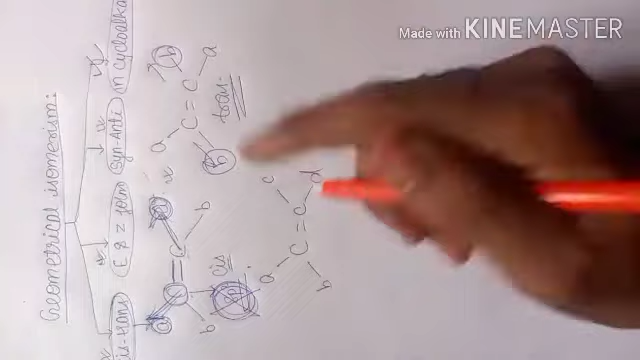 Made with KINEMASTER
Geometrical isomerism:
cis-trans
E & Z form
Syn-Anti
in cycloalka
a
b
C = C
a
b
cis
a
b
C = C
b
a
trans-
a
b
C = C
c
d